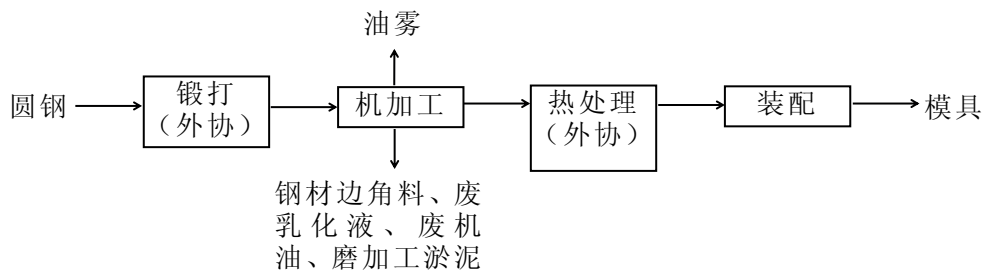 油雾
圆钢
锻打
（外协）
机加工
热处理
（外协）
装配
模具
钢材边角料、废
乳化液、废机
油、磨加工淤泥